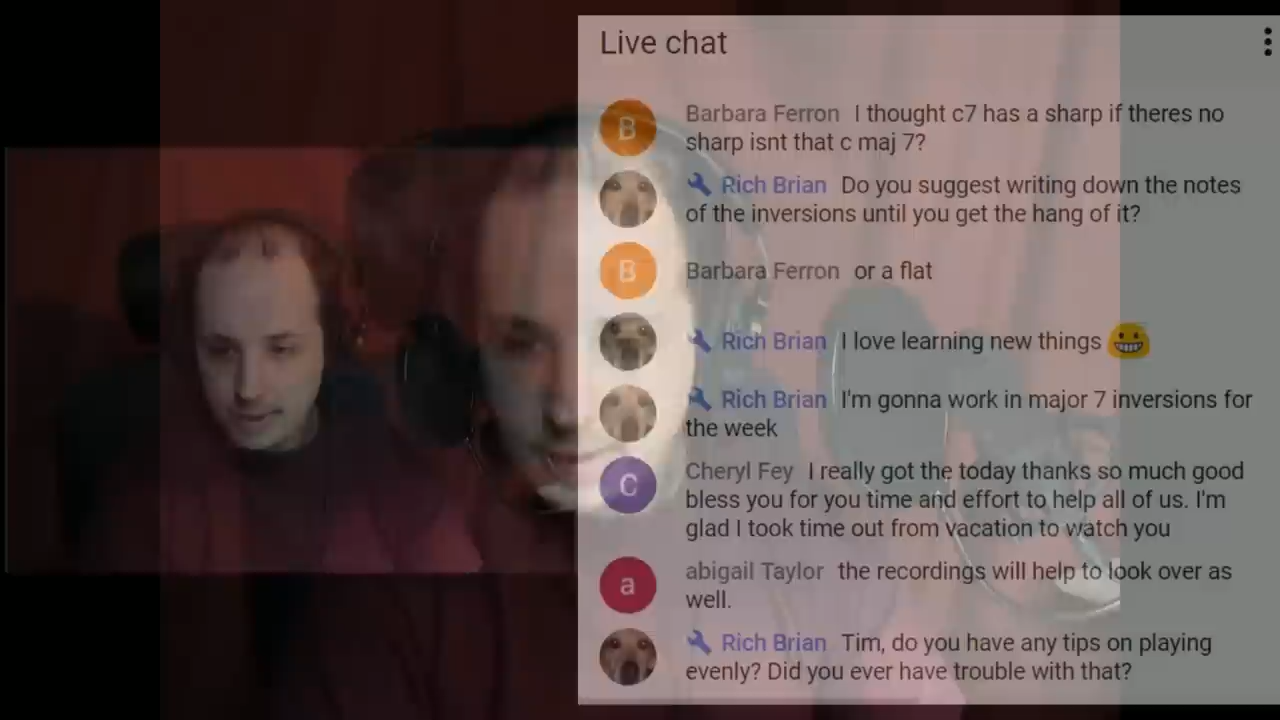 Live chat
B Barbara Ferron I thought c7 has a sharp if theres no
sharp isnt that c maj 7?
Rich Brian Do you suggest writing down the notes
of the inversions until you get the hang of it?
B Barbara Ferron or a flat
Rich Brian I love learning new things
Rich Brian I'm gonna work in major 7 inversions for
the week
C Cheryl Fey I really got the today thanks so much good
bless you for you time and effort to help all of us. I'm
glad I took time out from vacation to watch you
a abigail Taylor the recordings will help to look over as
well.
Rich Brian Tim, do you have any tips on playing
evenly? Did you ever have trouble with that?